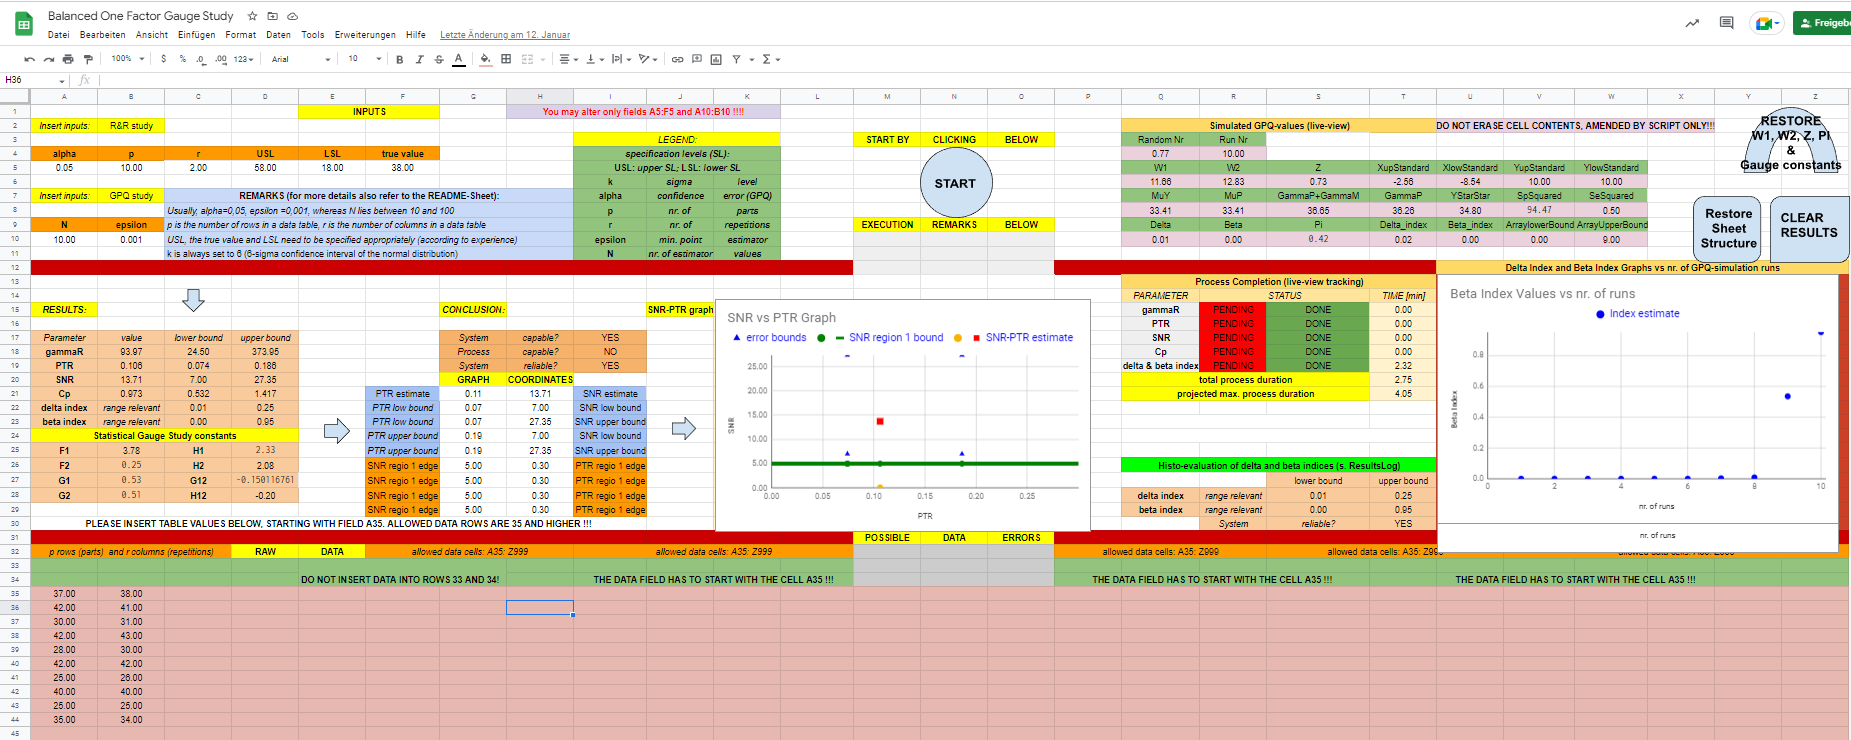 Balanced One Factor Gauge Study
Datei Bearbeiten Ansicht Einfügen Format Daten Tools Erweiterungen Hilfe Letzte Änderung am 12. Januar
Freigeb
100% $ % .0 .00 123 Arial 10 B I S A
H36 fx
A B C D E F G H I J K L M N O P Q R S T U V W X Y Z
1 INPUTS You may alter only fields A5:F5 and A10:B10 !!!!
2 Insert inputs: R&R study Simulated GPQ-values (live-view) DO NOT ERASE CELL CONTENTS, AMENDED BY SCRIPT ONLY!!!
RESTORE
W1, W2, Z, PI
&
Gauge constants
3 LEGEND: START BY CLICKING BELOW Random Nr Run Nr
4 alpha p r USL LSL true value specification levels (SL): 0.77 10.00
5 0.05 10.00 2.00 58.00 18.00 38.00 USL: upper SL; LSL: lower SL W1 W2 Z XupStandard XlowStandard YupStandard YlowStandard
START
6 k sigma level 11.66 12.83 0.73 -2.56 -8.54 10.00 10.00
7 Insert inputs: GPQ study REMARKS (for more details also refer to the README-Sheet): alpha confidence error (GPQ) MuY MuP GammaP+GammaM GammaP YStarStar SpSquared SeSquared
8 Usually, alpha=0,05, epsilon =0,001, whereas N lies between 10 and 100 p nr. of parts 33.41 33.41 36.65 36.26 34.80 94.47 0.50
9 N epsilon p is the number of rows in a data table, r is the number of columns in a data table r nr. of repetitions EXECUTION REMARKS BELOW Delta Beta Pi Delta_index Beta_index ArraylowerBound ArrayUpperBound
10 10.00 0.001 USL, the true value and LSL need to be specified appropriately (according to experience) epsilon min. point estimator 0.01 0.00 0.42 0.02 0.00 0.00 9.00
11 k is always set to 6 (6-sigma confidence interval of the normal distribution) N nr. of estimator values
Restore
Sheet
Structure
CLEAR
RESULTS
12 Delta Index and Beta Index Graphs vs nr. of GPQ-simulation runs
13 Process Completion (live-view tracking)
14 PARAMETER STATUS TIME [min]
15 RESULTS: CONCLUSION: SNR-PTR graph gammaR PENDING DONE 0.00
16 PTR PENDING DONE 0.00
17 Parameter value lower bound upper bound System capable? YES SNR PENDING DONE 0.00
18 gammaR 93.97 24.50 373.95 Process capable? NO Cp PENDING DONE 0.00
19 PTR 0.106 0.074 0.186 System reliable? YES delta & beta index PENDING DONE 2.32
20 SNR 13.71 7.00 27.35 GRAPH COORDINATES total process duration 2.75
21 Cp 0.973 0.532 1.417 PTR estimate 0.11 13.71 SNR estimate projected max. process duration 4.05
22 delta index range relevant 0.01 0.25 PTR low bound 0.07 7.00 SNR low bound
23 beta index range relevant 0.00 0.95 PTR low bound 0.07 27.35 SNR upper bound
24 Statistical Gauge Study constants PTR upper bound 0.19 7.00 SNR low bound
25 F1 3.78 H1 2.33 PTR upper bound 0.19 27.35 SNR upper bound
26 F2 0.25 H2 2.08 SNR regio 1 edge 5.00 0.30 PTR regio 1 edge Histo-evaluation of delta and beta indices (s. ResultsLog)
27 G1 0.53 G12 -0.150116761 SNR regio 1 edge 5.00 0.30 PTR regio 1 edge lower bound upper bound
28 G2 0.51 H12 -0.20 SNR regio 1 edge 5.00 0.30 PTR regio 1 edge delta index range relevant 0.01 0.25
29 SNR regio 1 edge 5.00 0.30 PTR regio 1 edge beta index range relevant 0.00 0.95
30 PLEASE INSERT TABLE VALUES BELOW, STARTING WITH FIELD A35. ALLOWED DATA ROWS ARE 35 AND HIGHER !!! System reliable? YES
SNR vs PTR Graph
error bounds SNR region 1 bound SNR-PTR estimate
25.00
20.00
15.00
10.00
5.00
0.00
SNR
0.00 0.05 0.10 0.15 0.20 0.25
PTR
Beta Index Values vs nr. of runs
Index estimate
0.8
0.6
0.4
0.2
0.0
Beta Index
0 2 4 6 8 10
nr. of runs
nr. of runs
31 POSSIBLE DATA ERRORS
32 p rows (parts) and r columns (repetitions) RAW DATA allowed data cells: A35: Z999 allowed data cells: A35: Z999 allowed data cells: A35: Z999 allowed data cells: A35: Z99
33
34 DO NOT INSERT DATA INTO ROWS 33 AND 34! THE DATA FIELD HAS TO START WITH THE CELL A35 !!! THE DATA FIELD HAS TO START WITH THE CELL A35 !!! THE DATA FIELD HAS TO START WITH THE CELL A35 !!!
35 37.00 38.00
36 42.00 41.00
37 30.00 31.00
38 42.00 43.00
39 28.00 30.00
40 42.00 42.00
41 25.00 26.00
42 40.00 40.00
43 25.00 25.00
44 35.00 34.00
45